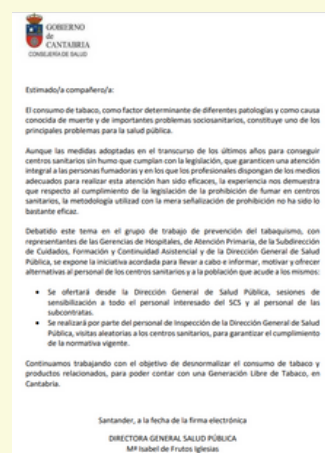 GOBIERNO
de
CANTABRIA
CONSEJERÍA DE SALUD
Estimado/a compañero/a:
El consumo de tabaco, como factor determinante de diferentes patologías y como causa
conocida de muerte y de importantes problemas sociosanitarios, constituye uno de los
principales problemas para la salud pública.
Aunque las medidas adoptadas en el transcurso de los últimos años para conseguir
centros sanitarios sin humo que cumplan con la legislación, que garanticen una atención
integral a las personas fumadoras y en los que los profesionales dispongan de los medios
adecuados para realizar esta atención han sido eficaces, la experiencia nos demuestra
que respecto al cumplimiento de la legislación de la prohibición de fumar en centros
sanitarios, la metodología utilizad con la mera señalización de prohibición no ha sido lo
bastante eficaz.
Debatido este tema en el grupo de trabajo de prevención del tabaquismo, con
representantes de las Gerencias de Hospitales, de Atención Primaria, de la Subdirección
de Cuidados, Formación y Continuidad Asistencial y de la Dirección General de Salud
Pública, se expone la iniciativa acordada para llevar a cabo e informar, motivar y ofrecer
alternativas al personal de los centros sanitarios y a la población que acude a los mismos:
• Se ofertará desde la Dirección General de Salud Pública, sesiones de
sensibilización a todo el personal interesado del SCS y al personal de las
subcontratas.
• Se realizará por parte del personal de Inspección de la Dirección General de Salud
Pública, visitas aleatorias a los centros sanitarios, para garantizar el cumplimiento
de la normativa vigente.
Continuamos trabajando con el objetivo de desnormalizar el consumo de tabaco y
productos relacionados, para poder contar con una Generación Libre de Tabaco, en
Cantabria.
Santander, a la fecha de la firma electrónica
DIRECTORA GENERAL SALUD PÚBLICA
Mª Isabel de Frutos Iglesias